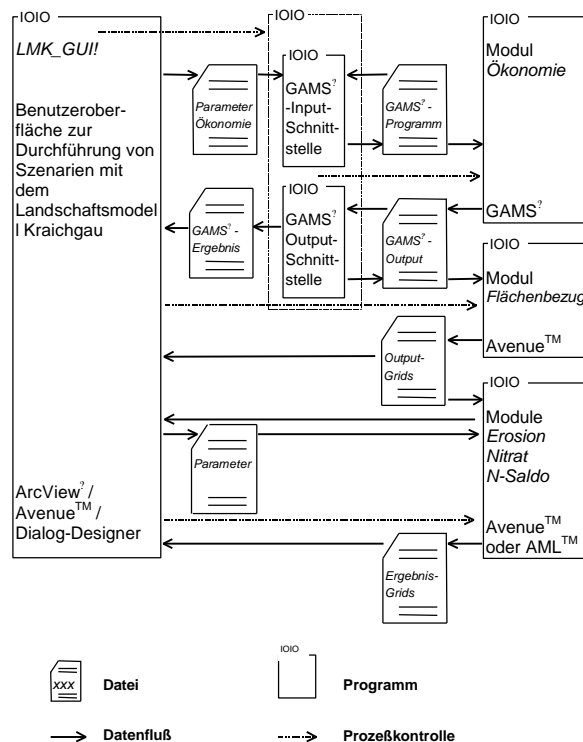 IOIO
LMK_GUI!
Benutzerober-
fläche zur
Durchführung von
Szenarien mit
dem
Landschaftsmodel
l Kraichgau
ArcView? /
Avenue™ /
Dialog-Designer
Parameter
Ökonomie
GAMS? -
Ergebnis
IOIO
IOIO
GAMS?
-Input-
Schnitt-
stelle
IOIO
GAMS?
Output-
Schnitt-
stelle
GAMS? -
Programm
GAMS? -
Output
IOIO
Modul
Ökonomie
GAMS?
IOIO
Modul
Flächenbezug
Avenue™
Output-
Grids
IOIO
Module
Erosion
Nitrat
N-Saldo
Avenue™
oder AML™
Parameter
Ergebnis-
Grids
xxx
Datei
IOIO
Programm
Datenfluß
Prozeßkontrolle